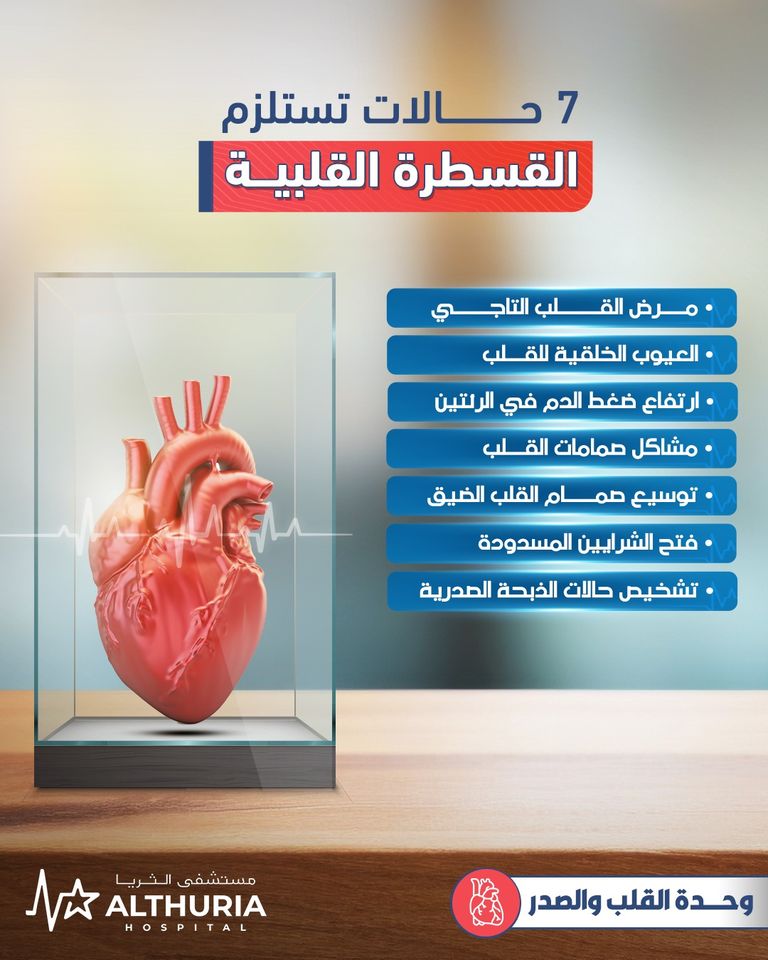 7 حالات تستلزم
القسطرة القلبية
• مرض القلب التاجي
• العيوب الخلقية للقلب
• ارتفاع ضغط الدم في الرئتين
• مشاكل صمامات القلب
• توسيع صمام القلب الضيق
• فتح الشرايين المسدودة
• تشخيص حالات الذبحة الصدرية
مستشفى الثريا
ALTHURIA
HOSPITAL
وحدة القلب والصدر